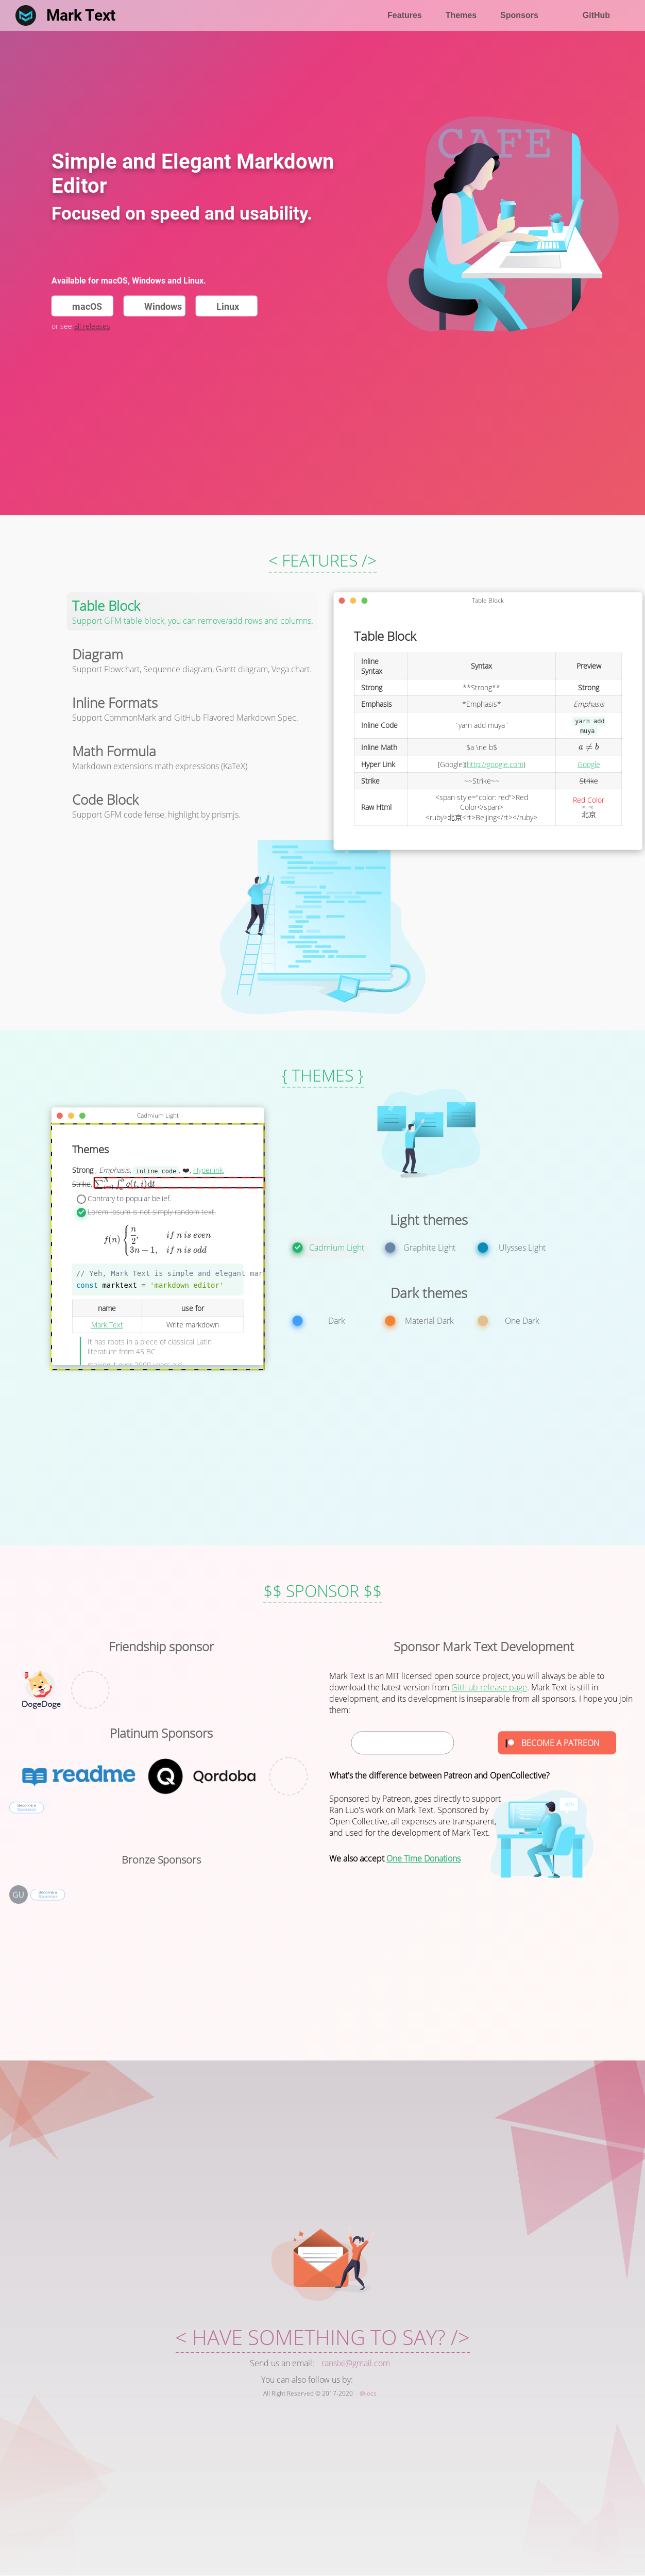 Mark Text
Features
Themes
Sponsors
GitHub
CAFE
Simple and Elegant Markdown
Editor
Focused on speed and usability.
Available for macOS, Windows and Linux.
macOS
Windows
Linux
or see all releases
< FEATURES />
Table Block
Support GFM table block, you can remove/add rows and columns.
Diagram
Support Flowchart, Sequence diagram, Gantt diagram, Vega chart.
Inline Formats
Support CommonMark and GitHub Flavored Markdown Spec.
Math Formula
Markdown extensions math expressions (KaTeX)
Code Block
Support GFM code fense, highlight by prismjs.
Table Block
Table Block
Inline Syntax
Syntax
Preview
Strong
**Strong**
Strong
Emphasis
*Emphasis*
Emphasis
Inline Code
`yarn add muya`
yarn add muya
Inline Math
$a \ne b$
a ≠ b
Hyper Link
[Google](http://google.com)
Google
Strike
~~Strike~~
Strike
Raw Html
<span style="color: red">Red
Color</span>
<ruby>北京<rt>Beijing</rt></ruby>
Red Color
Beijing
北京
{ THEMES }
Cadmium Light
Themes
Strong , Emphasis, inline code , ❤, Hyperlink,
Strike,
Contrary to popular belief.
Lorem Ipsum is not simply random text.
f(n) { n/2, if n is even
3n + 1, if n is odd
// Yeh, Mark Text is simple and elegant mar
const marktext = 'markdown editor'
name
use for
Mark Text
Write markdown
it has roots in a piece of classical Latin
literature from 45 BC
making it over 2000 years old
Light themes
Cadmium Light
Graphite Light
Ulysses Light
Dark themes
Dark
Material Dark
One Dark
$$ SPONSOR $$
Friendship sponsor
DogeDoge
Platinum Sponsors
readme
Qordoba
Become a
Sponsor
Bronze Sponsors
GU
Become a
Sponsor
Sponsor Mark Text Development
Mark Text is an MIT licensed open source project, you will always be able to
download the latest version from GitHub release page. Mark Text is still in
development, and its development is inseparable from all sponsors. I hope you join
them:
BECOME A PATREON
What's the difference between Patreon and OpenCollective?
Sponsored by Patreon, goes directly to support
Ran Luo's work on Mark Text. Sponsored by
Open Collective, all expenses are transparent,
and used for the development of Mark Text.
We also accept One Time Donations
</>
< HAVE SOMETHING TO SAY? />
Send us an email: ransixi@gmail.com
You can also follow us by:
All Right Reserved © 2017-2020 @jocs